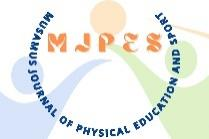 MJPES
MUSAMUS JOURNAL OF PHYSICAL EDUCATION AND SPORT